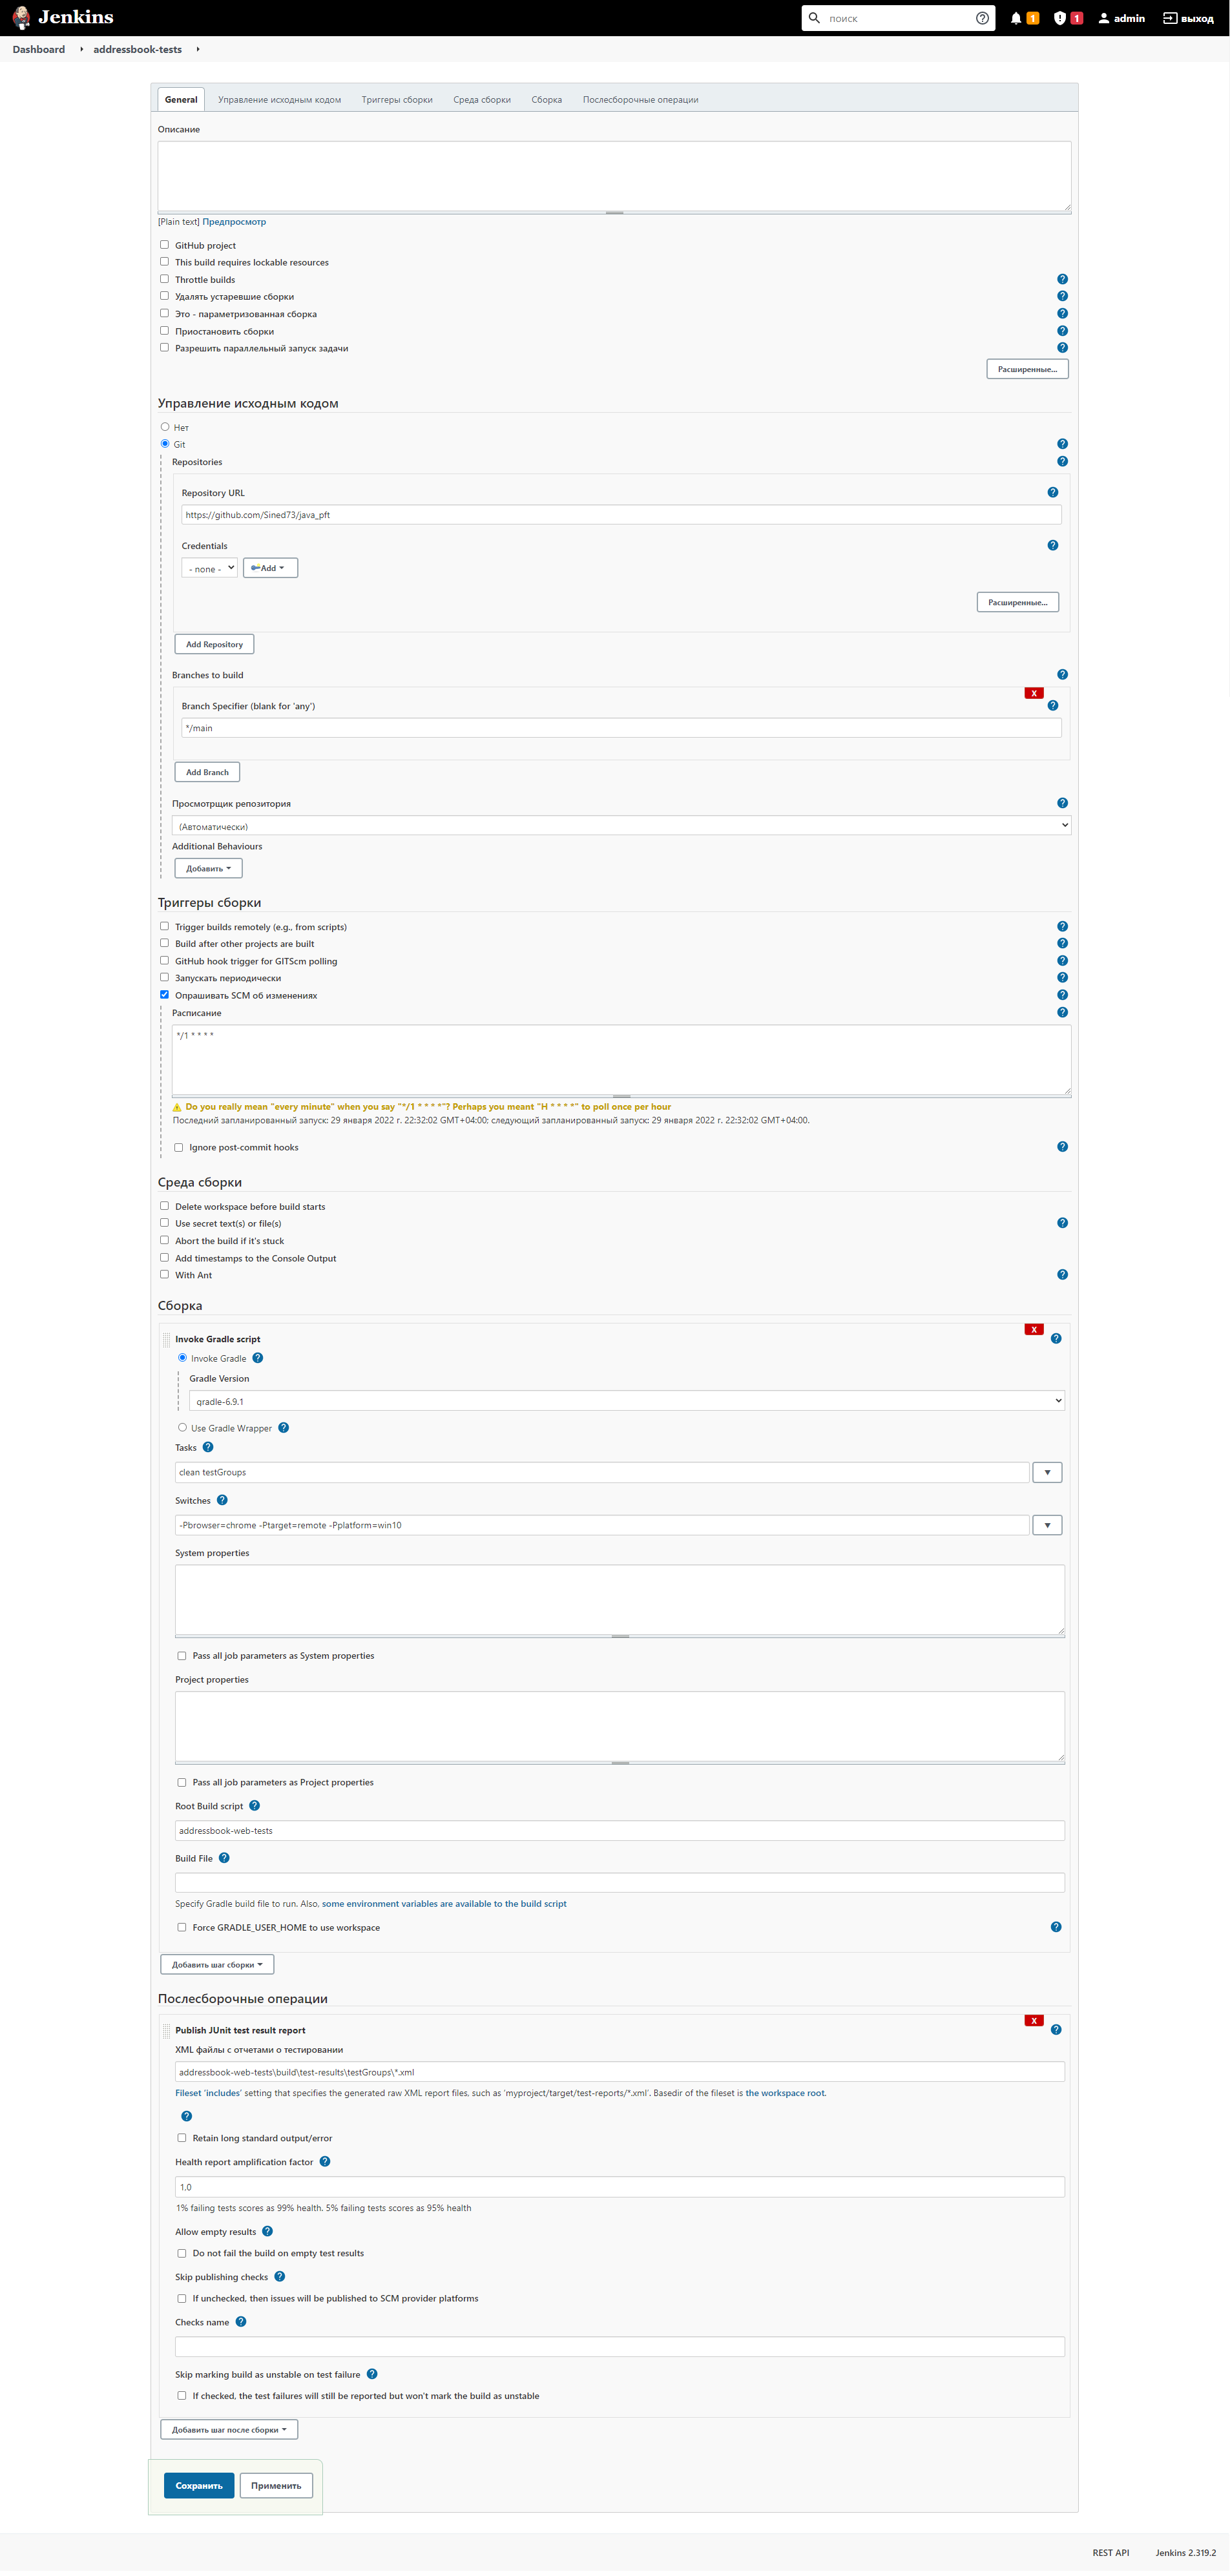 Jenkins
поиск
1
1
admin
выход
Dashboard
addressbook-tests
General
Управление исходным кодом
Триггеры сборки
Среда сборки
Сборка
Послесборочные операции
Описание
[Plain text] Предпросмотр
GitHub project
This build requires lockable resources
Throttle builds
Удалять устаревшие сборки
Это - параметризованная сборка
Приостановить сборки
Разрешить параллельный запуск задачи
Расширенные...
Управление исходным кодом
Нет
Git
Repositories
Repository URL
https://github.com/Sined73/java_pft
Credentials
- none -
Add
Расширенные...
Add Repository
Branches to build
X
Branch Specifier (blank for 'any')
*/main
Add Branch
Просмотрщик репозитория
(Автоматически)
Additional Behaviours
Добавить
Триггеры сборки
Trigger builds remotely (e.g., from scripts)
Build after other projects are built
GitHub hook trigger for GITScm polling
Запускать периодически
Опрашивать SCM об изменениях
Расписание
*/1 * * * *
Do you really mean "every minute" when you say "*/1 * * * *"? Perhaps you meant "H * * * *" to poll once per hour
Последний запланированный запуск: 29 января 2022 г. 22:32:02 GMT+04:00; следующий запланированный запуск: 29 января 2022 г. 22:32:02 GMT+04:00.
Ignore post-commit hooks
Среда сборки
Delete workspace before build starts
Use secret text(s) or file(s)
Abort the build if it's stuck
Add timestamps to the Console Output
With Ant
Сборка
X
Invoke Gradle script
Invoke Gradle
Gradle Version
gradle-6.9.1
Use Gradle Wrapper
Tasks
clean testGroups
Switches
-Pbrowser=chrome -Ptarget=remote -Pplatform=win10
System properties
Pass all job parameters as System properties
Project properties
Pass all job parameters as Project properties
Root Build script
addressbook-web-tests
Build File
Specify Gradle build file to run. Also, some environment variables are available to the build script
Force GRADLE_USER_HOME to use workspace
Добавить шаг сборки
Послесборочные операции
X
Publish JUnit test result report
XML файлы с отчетами о тестировании
addressbook-web-tests\build\test-results\testGroups\*.xml
Fileset 'includes' setting that specifies the generated raw XML report files, such as 'myproject/target/test-reports/*.xml'. Basedir of the fileset is the workspace root.
Retain long standard output/error
Health report amplification factor
1,0
1% failing tests scores as 99% health. 5% failing tests scores as 95% health
Allow empty results
Do not fail the build on empty test results
Skip publishing checks
If unchecked, then issues will be published to SCM provider platforms
Checks name
Skip marking build as unstable on test failure
If checked, the test failures will still be reported but won't mark the build as unstable
Добавить шаг после сборки
Сохранить
Применить
REST API
Jenkins 2.319.2